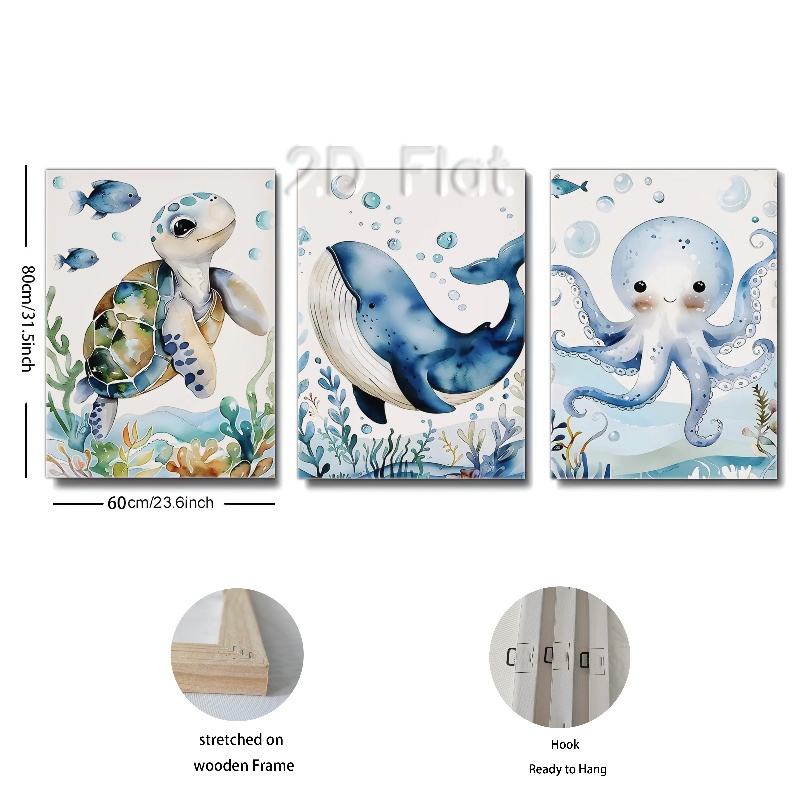 2D Flat
80cm/31.5inch
60cm/23.6inch
stretched on
wooden Frame
Hook
Ready to Hang